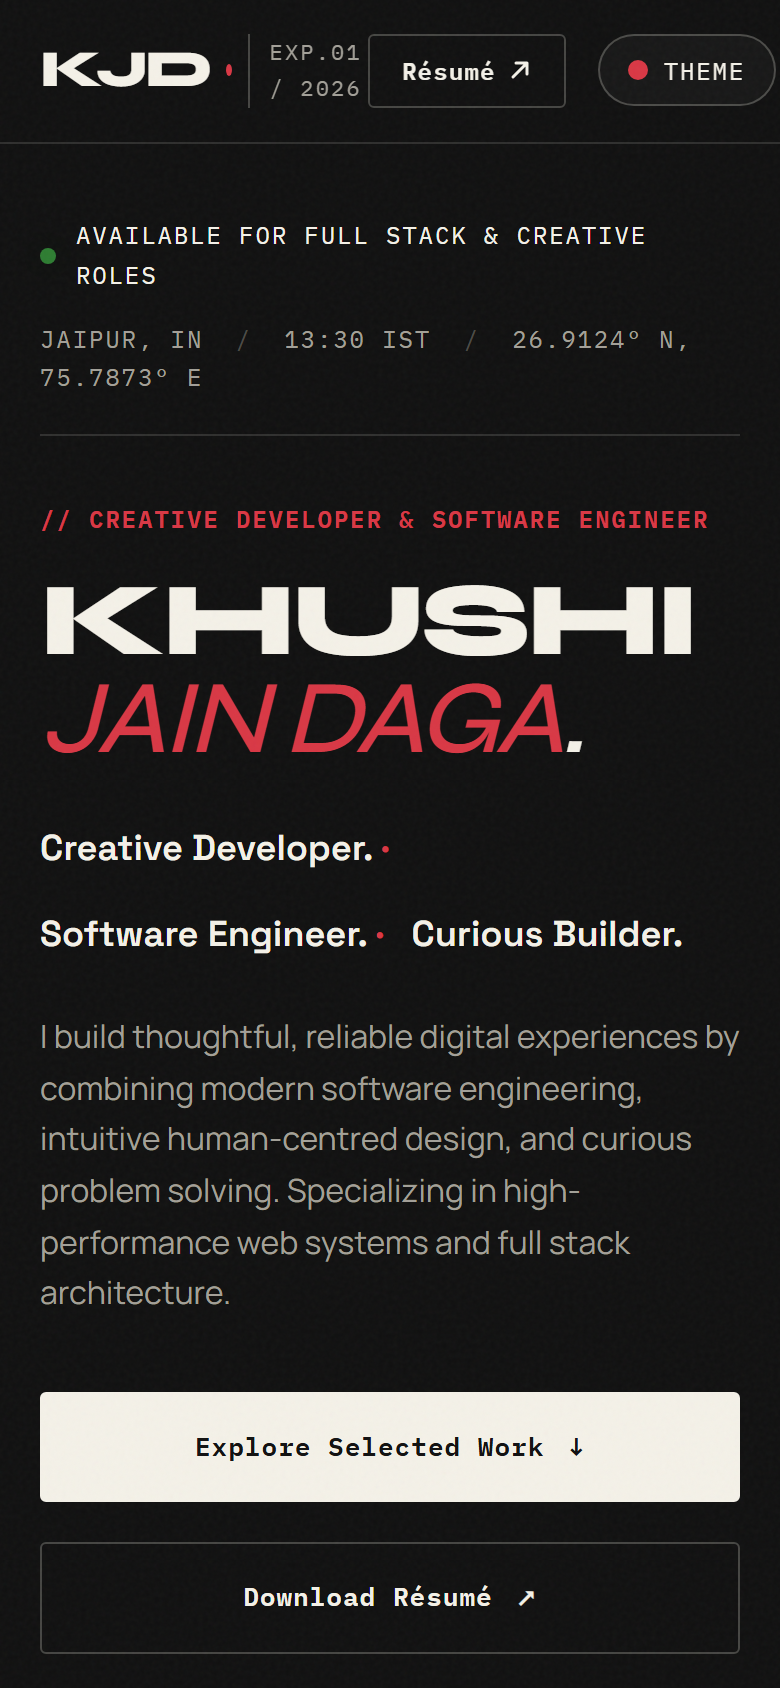 KJD
EXP.01
/ 2026
Résumé ↗
THEME
AVAILABLE FOR FULL STACK & CREATIVE
ROLES
JAIPUR, IN / 13:30 IST / 26.9124° N,
75.7873° E
// CREATIVE DEVELOPER & SOFTWARE ENGINEER
KHUSHI
JAIN DAGA.
Creative Developer. •
Software Engineer. • Curious Builder.
I build thoughtful, reliable digital experiences by
combining modern software engineering,
intuitive human-centred design, and curious
problem solving. Specializing in high-
performance web systems and full stack
architecture.
Explore Selected Work ↓
Download Résumé ↗